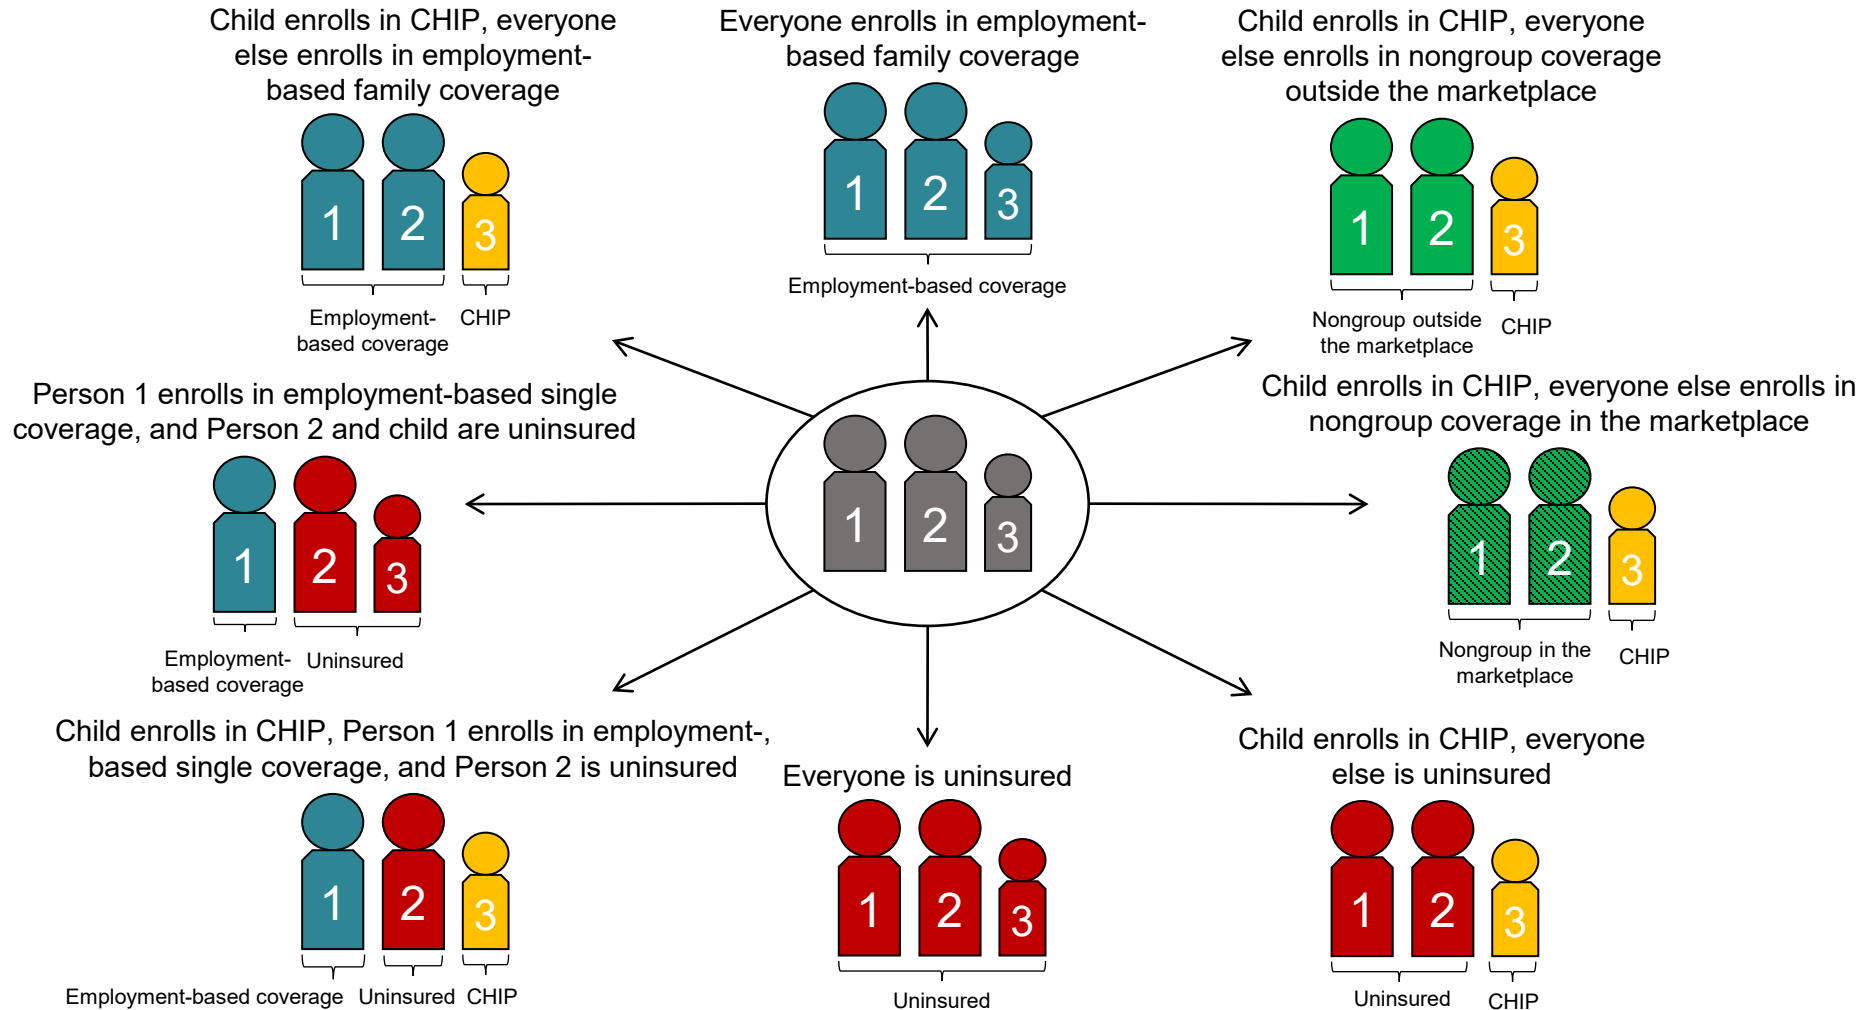 Child enrolls in CHIP, everyone
else enrolls in employment-
based family coverage
1 2 3
Employment-
based coverage
CHIP
Everyone enrolls in employment-
based family coverage
1 2 3
Employment-based coverage
Child enrolls in CHIP, everyone
else enrolls in nongroup coverage
outside the marketplace
1 2 3
Nongroup outside
the marketplace
CHIP
Person 1 enrolls in employment-based single
coverage, and Person 2 and child are uninsured
1 2 3
Employment-
based coverage
Uninsured
1 2 3
Child enrolls in CHIP, everyone else enrolls in
nongroup coverage in the marketplace
1 2 3
Nongroup in the
marketplace
CHIP
Child enrolls in CHIP, Person 1 enrolls in employment-,
based single coverage, and Person 2 is uninsured
1 2 3
Employment-based coverage
Uninsured
CHIP
Everyone is uninsured
1 2 3
Uninsured
Child enrolls in CHIP, everyone
else is uninsured
1 2 3
Uninsured
CHIP